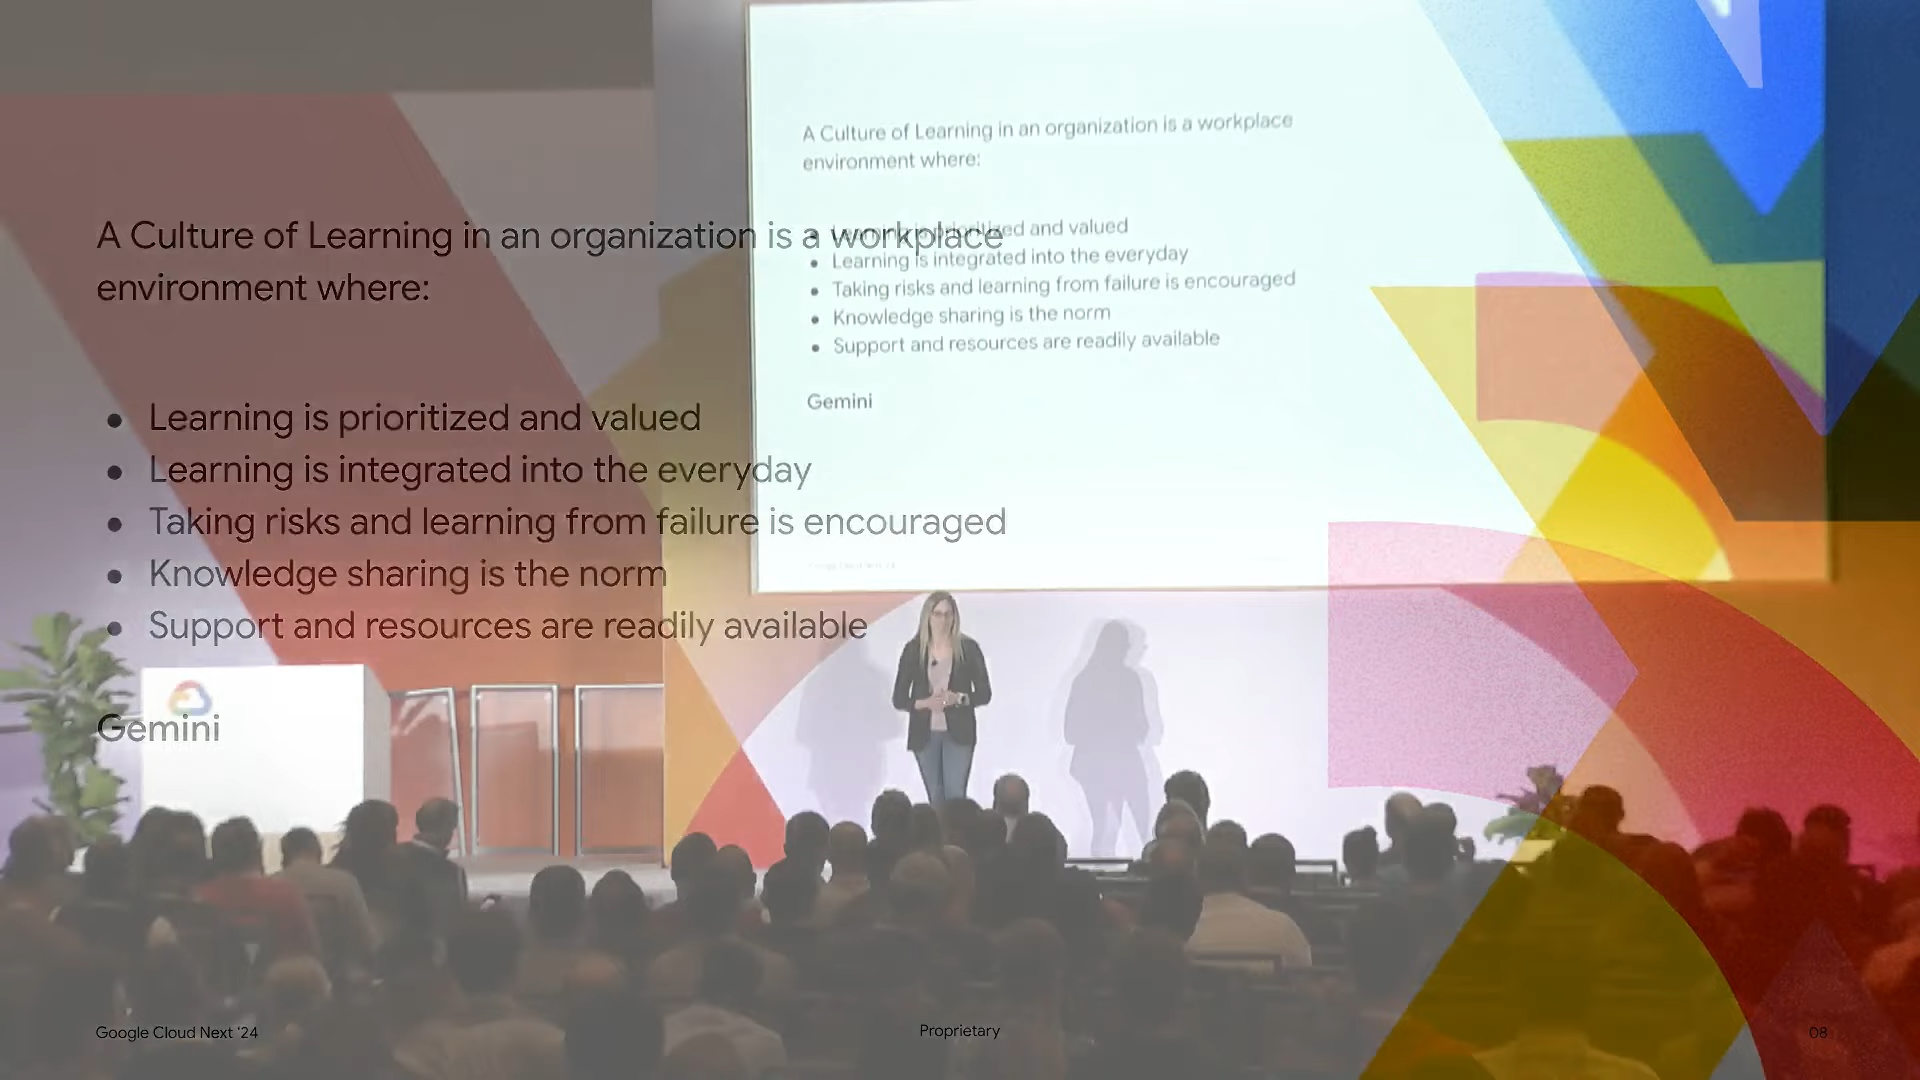 A Culture of Learning in an organization is a workplace
environment where:
Learning is prioritized and valued
Learning is integrated into the everyday
Taking risks and learning from failure is encouraged
Knowledge sharing is the norm
Support and resources are readily available
Gemini
A Culture of Learning in an organization is a workplace
environment where:
• and valued
• Learning is integrated into the everyday
• Taking risks and learning from failure is encouraged
• Knowledge sharing is the norm
• Support and resources are readily available
Gemini
Google Cloud Next '24
Proprietary
08